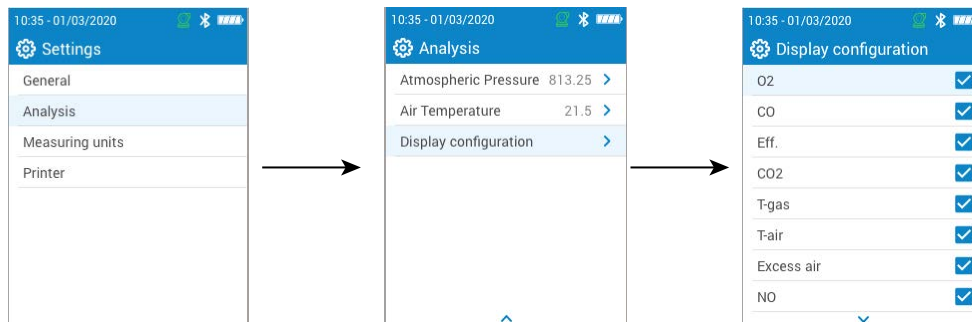 10:35 - 01/03/2020
Settings
General
Analysis
Measuring units
Printer
10:35 - 01/03/2020
Analysis
Atmospheric Pressure 813.25
Air Temperature 21.5
Display configuration
10:35 - 01/03/2020
Display configuration
O2
CO
Eff.
CO2
T-gas
T-air
Excess air
NO